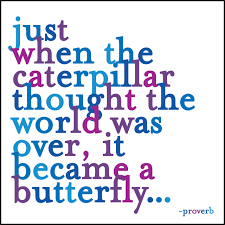 just
when the
caterpillar
thought the
world was
over, it
became a
butterfly...
~proverb